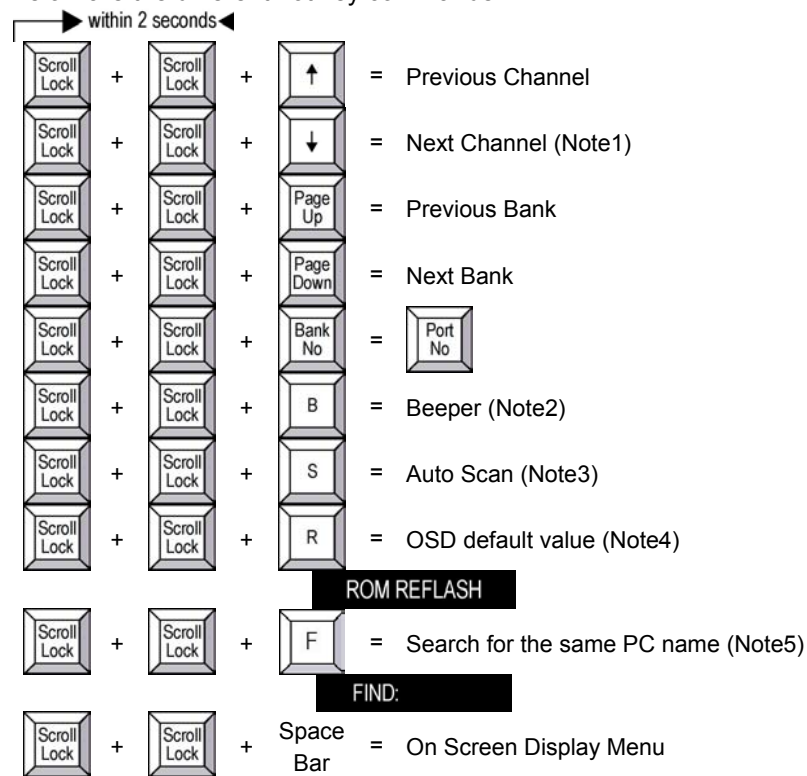 within 2 seconds
Scroll Lock + Scroll Lock + ↑ = Previous Channel
Scroll Lock + Scroll Lock + ↓ = Next Channel (Note1)
Scroll Lock + Scroll Lock + Page Up = Previous Bank
Scroll Lock + Scroll Lock + Page Down = Next Bank
Scroll Lock + Scroll Lock + Bank No = Port No
Scroll Lock + Scroll Lock + B = Beeper (Note2)
Scroll Lock + Scroll Lock + S = Auto Scan (Note3)
Scroll Lock + Scroll Lock + R = OSD default value (Note4)
ROM REFLASH
Scroll Lock + Scroll Lock + F = Search for the same PC name (Note5)
FIND:
Scroll Lock + Scroll Lock + Space Bar = On Screen Display Menu